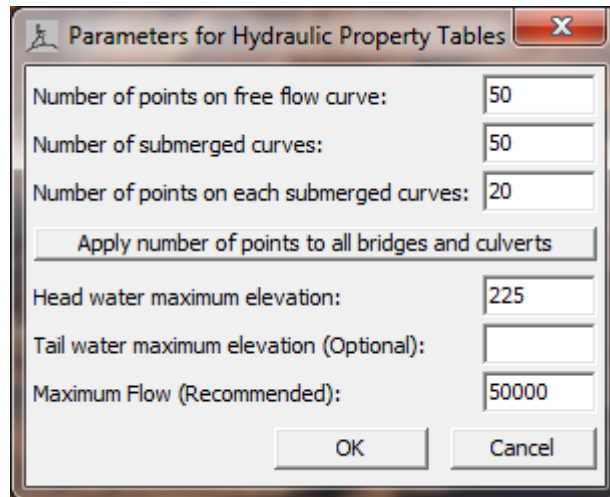 Parameters for Hydraulic Property Tables
Number of points on free flow curve: 50
Number of submerged curves: 50
Number of points on each submerged curves: 20
Apply number of points to all bridges and culverts
Head water maximum elevation: 225
Tail water maximum elevation (Optional):
Maximum Flow (Recommended): 50000
OK Cancel